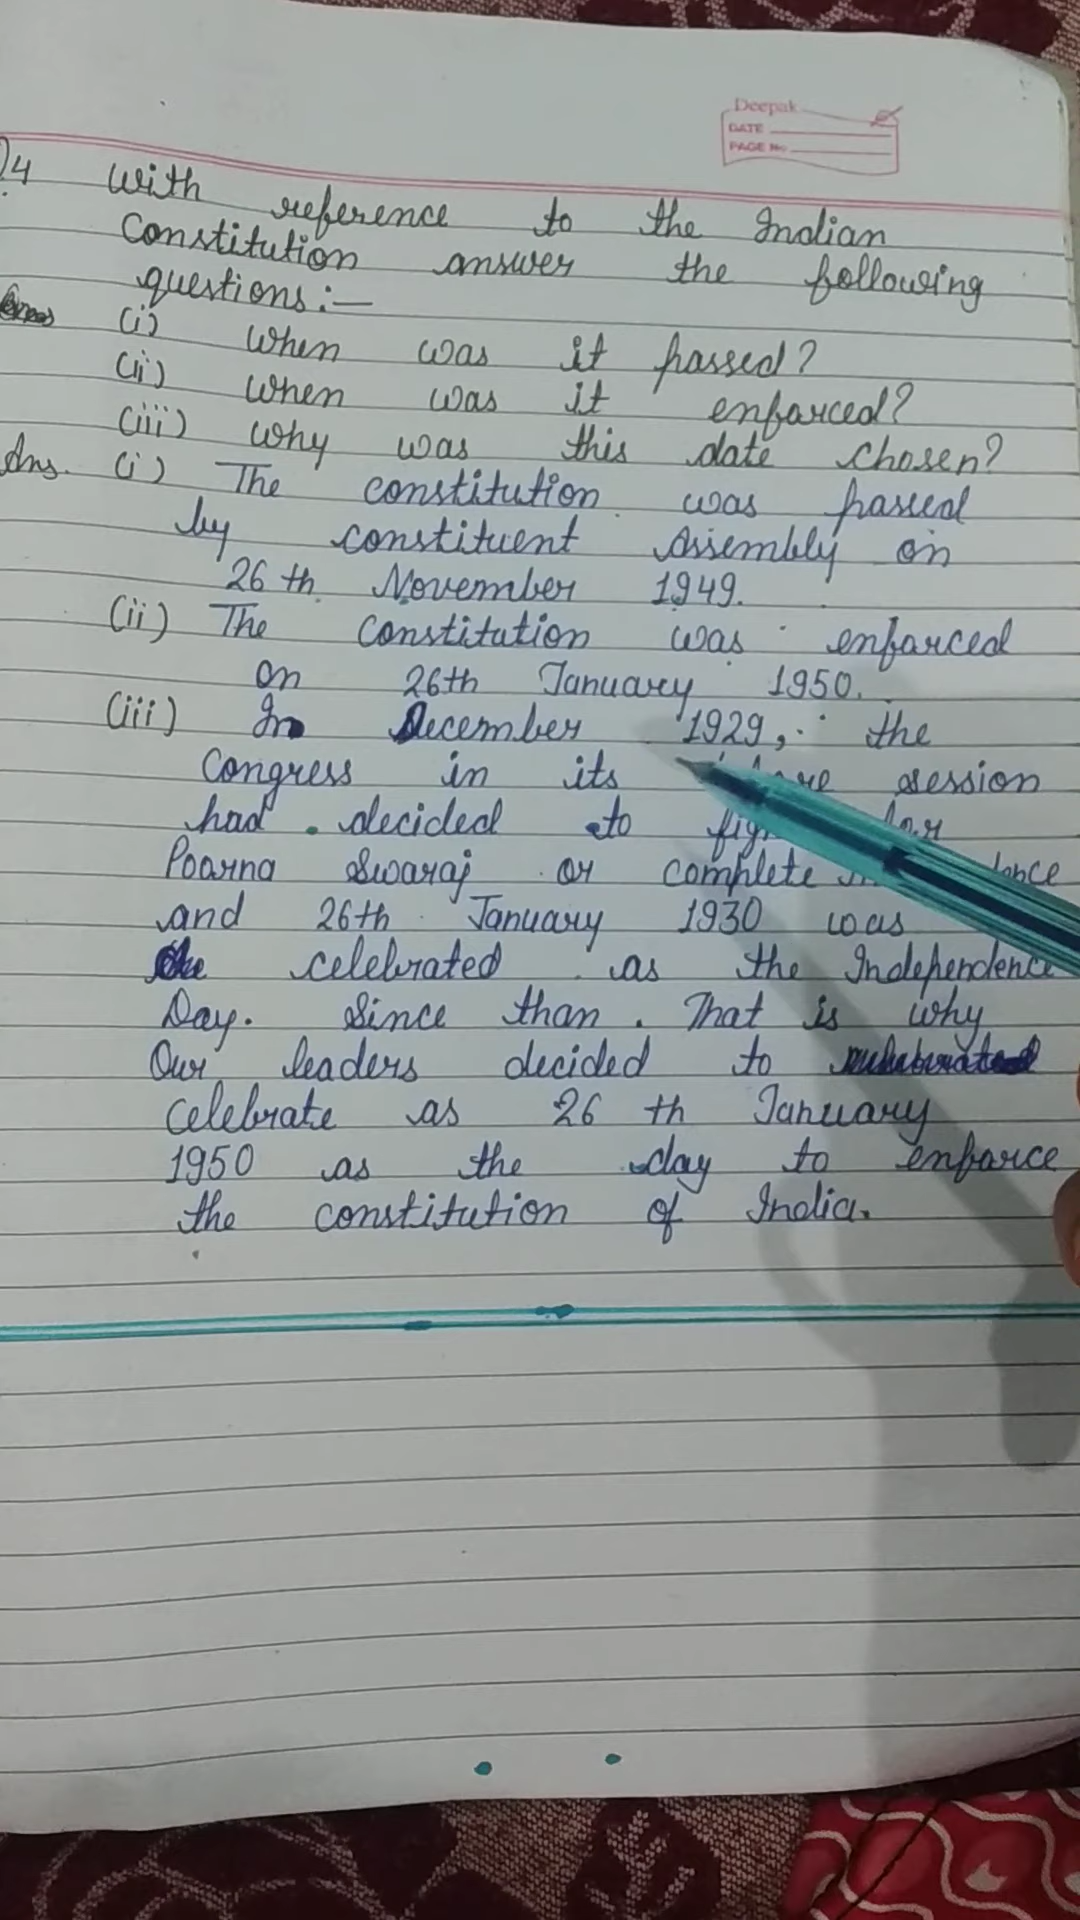 Deepak
DATE
PAGE No
Q.4 With reference to the Indian
Constitution answer the following
questions:—
(i) When was it passed?
(ii) When was it enforced?
(iii) Why was this date chosen?
Ans. (i) The constitution was passed
by constituent Assembly on
26 th November 1949.
(ii) The Constitution was enforced
on 26th January 1950.
(iii) In December 1929, the
Congress in its session
had decided to
Poorna Swaraj or complete
and 26th January 1930 was
celebrated as the Independence
Day. Since than. That is why
Our leaders decided to
celebrate as 26 th January
1950 as the day to enforce
the constitution of India.